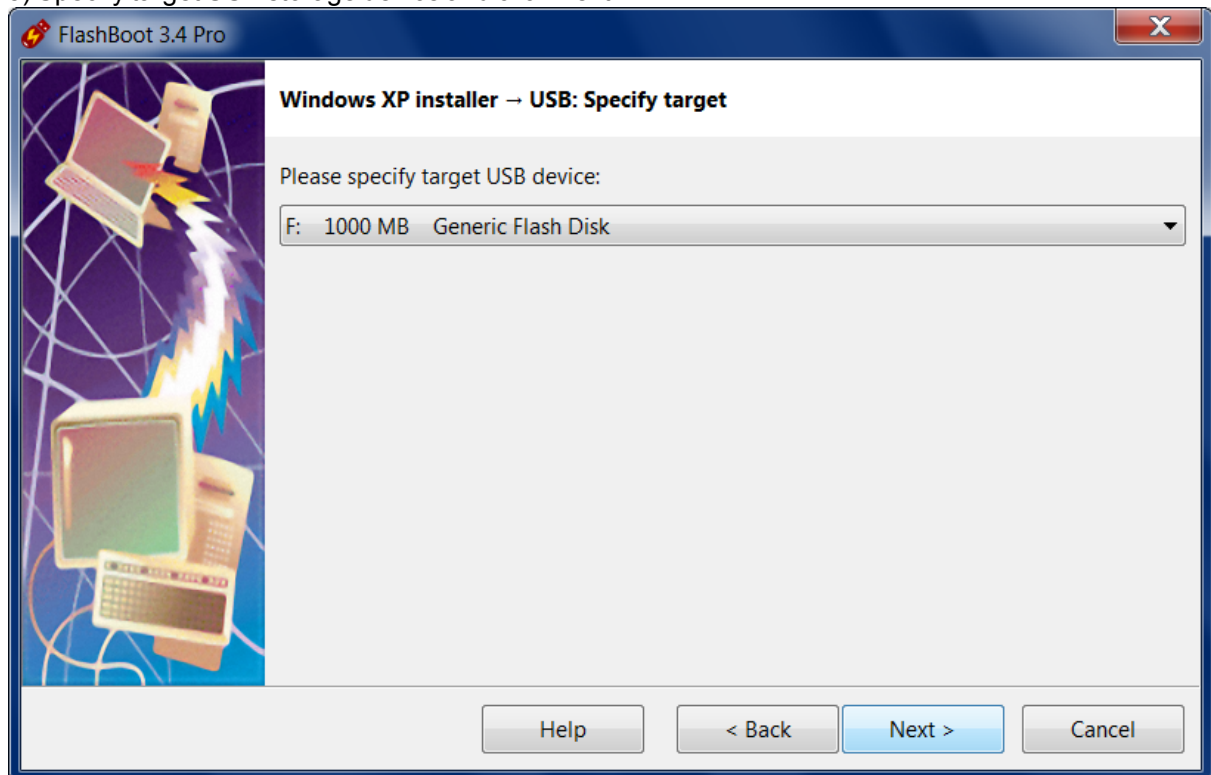 FlashBoot 3.4 Pro
Windows XP installer → USB: Specify target
Please specify target USB device:
F: 1000 MB Generic Flash Disk
Help
< Back
Next >
Cancel